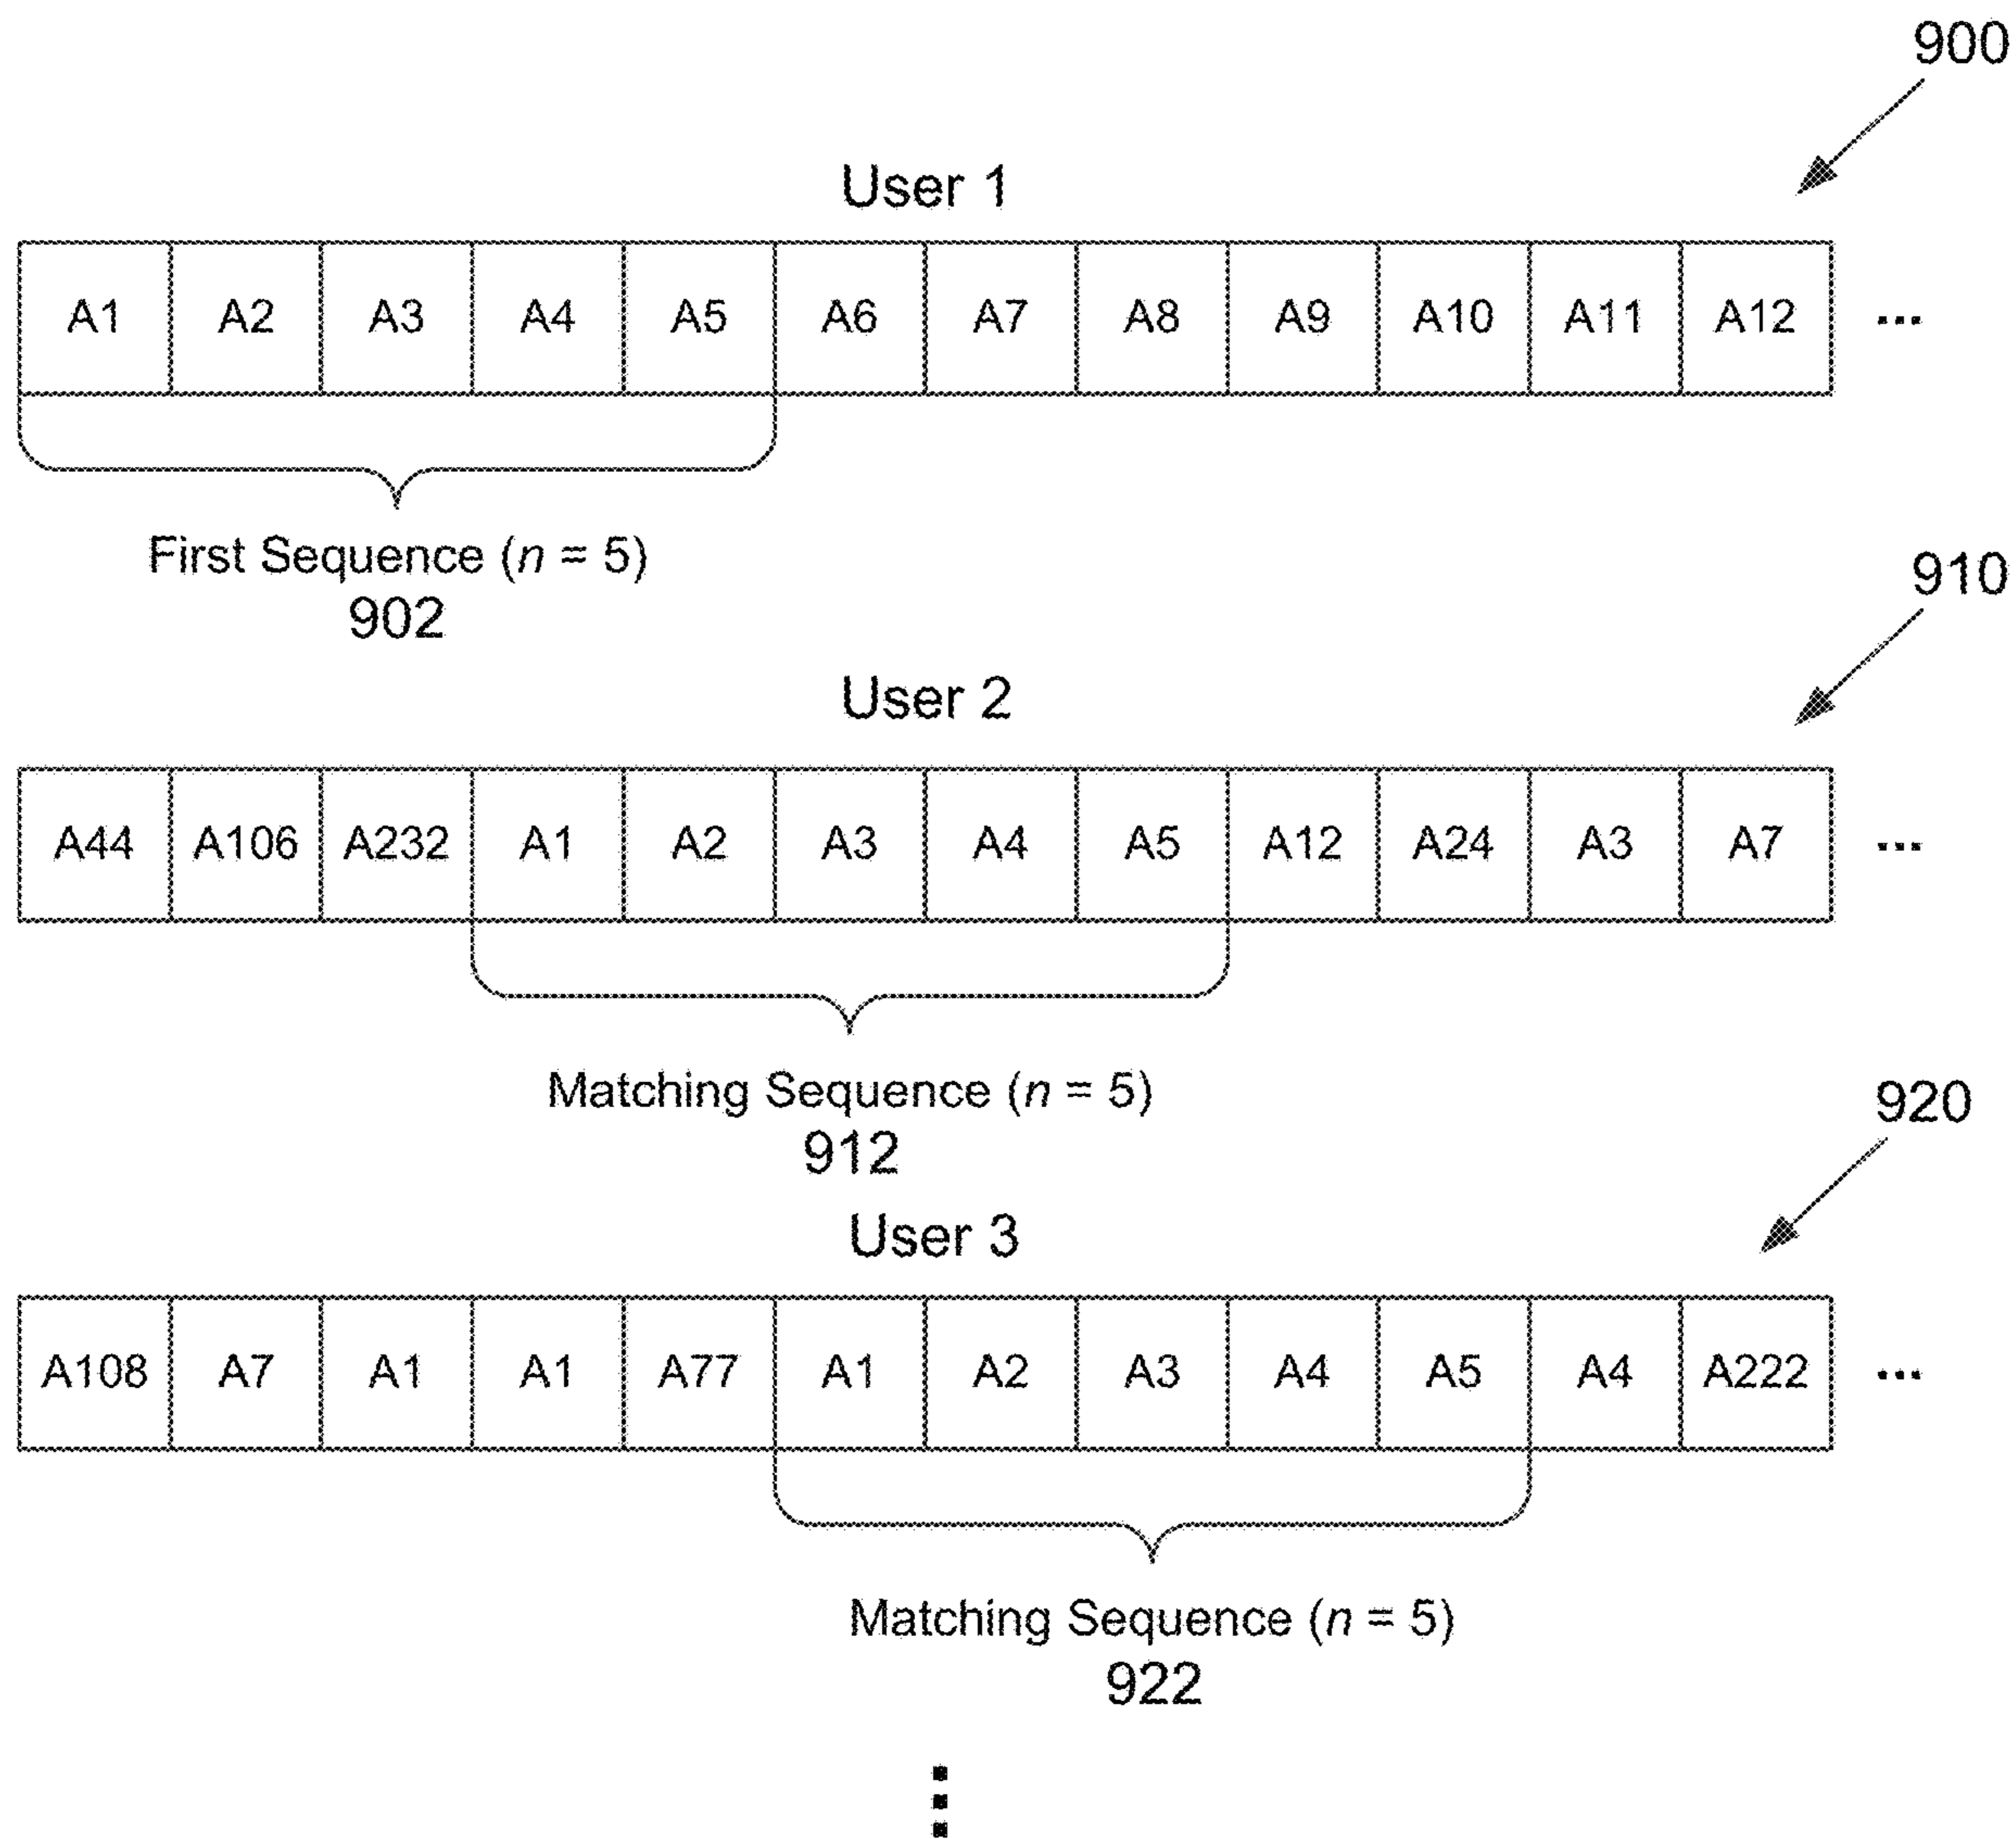 900
User 1
A1 A2 A3 A4 A5 A6 A7 A8 A9 A10 A11 A12 ...
First Sequence (n = 5)
902
910
User 2
A44 A106 A232 A1 A2 A3 A4 A5 A12 A24 A3 A7 ...
Matching Sequence (n = 5)
912
920
User 3
A108 A7 A1 A1 A77 A1 A2 A3 A4 A5 A4 A222 ...
Matching Sequence (n = 5)
922